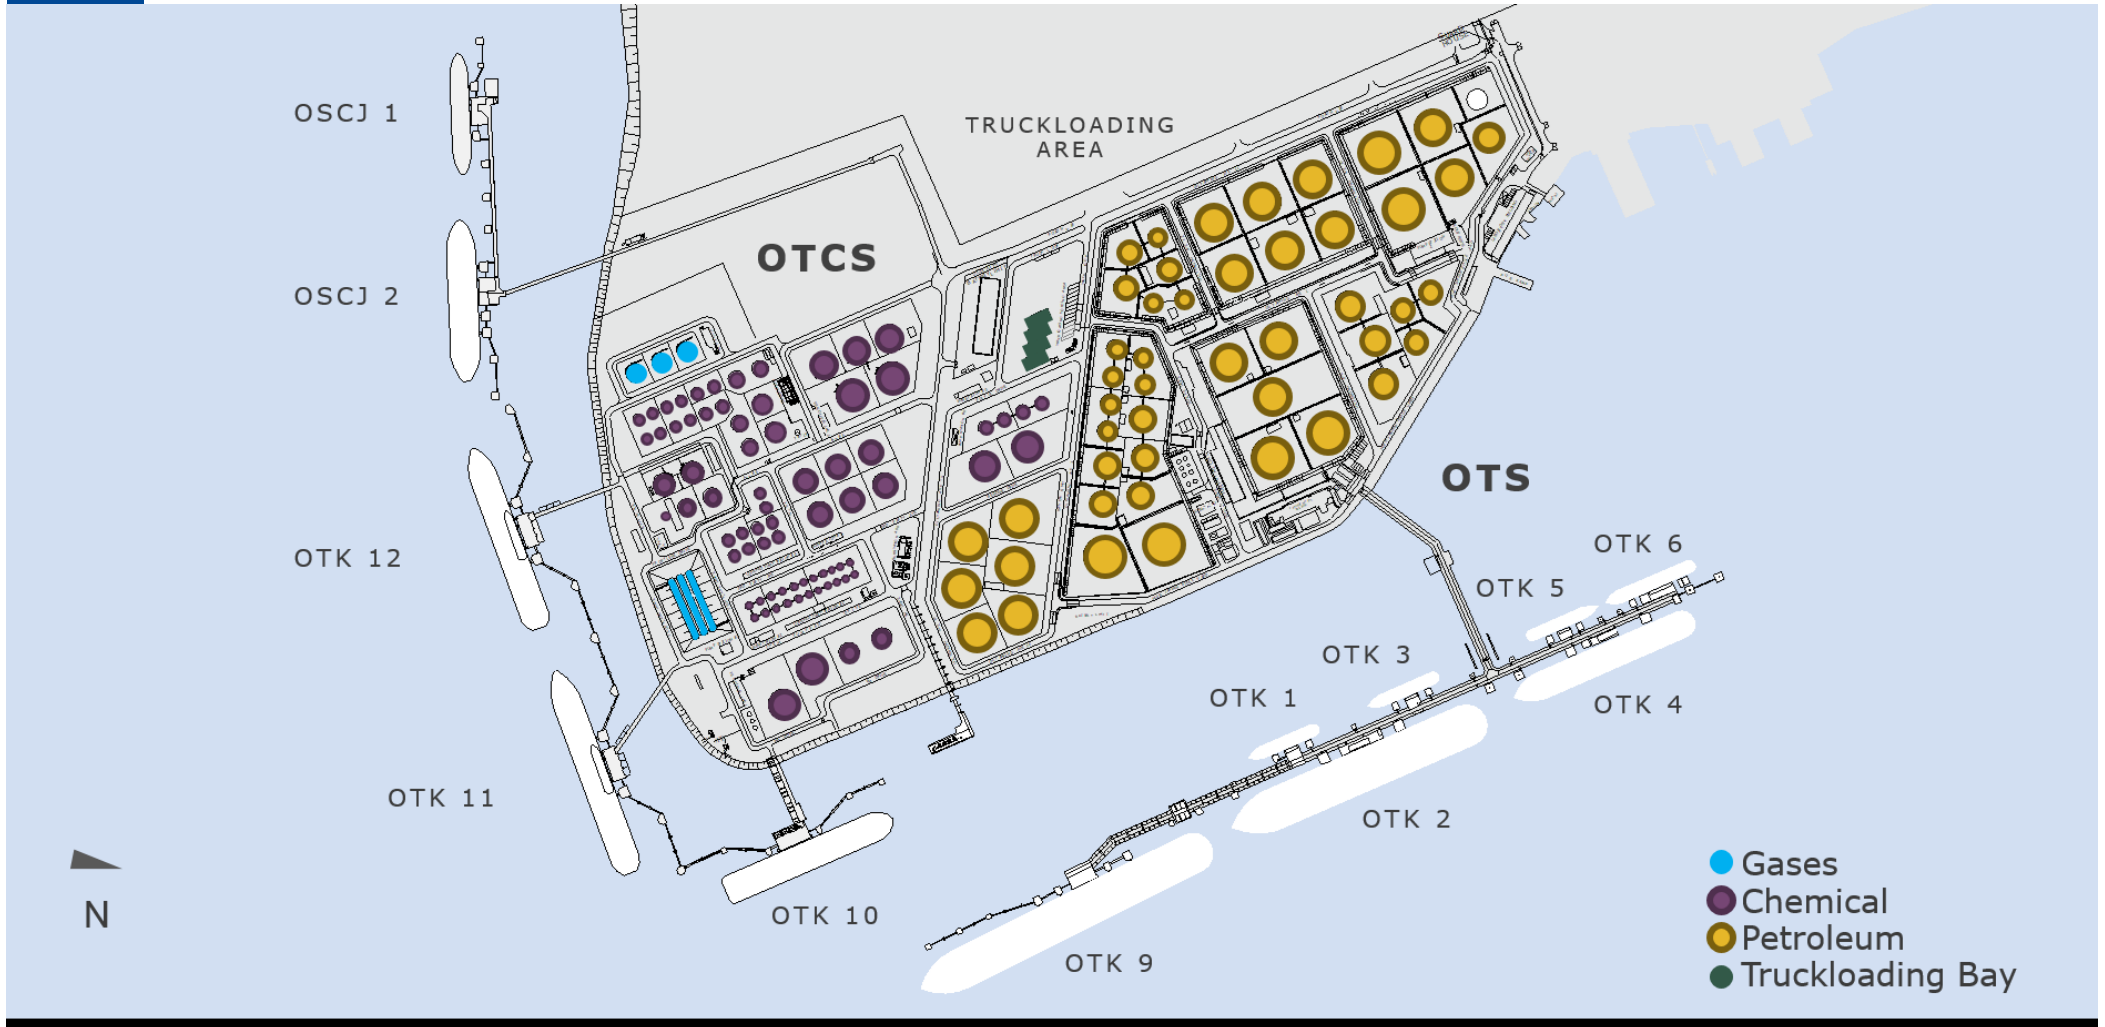 OSCJ 1
TRUCKLOADING
AREA
OTCS
OSCJ 2
OTS
OTK 12
OTK 6
OTK 5
OTK 3
OTK 1
OTK 4
OTK 11
OTK 2
OTK 10
OTK 9
N
Gases
Chemical
Petroleum
Truckloading Bay